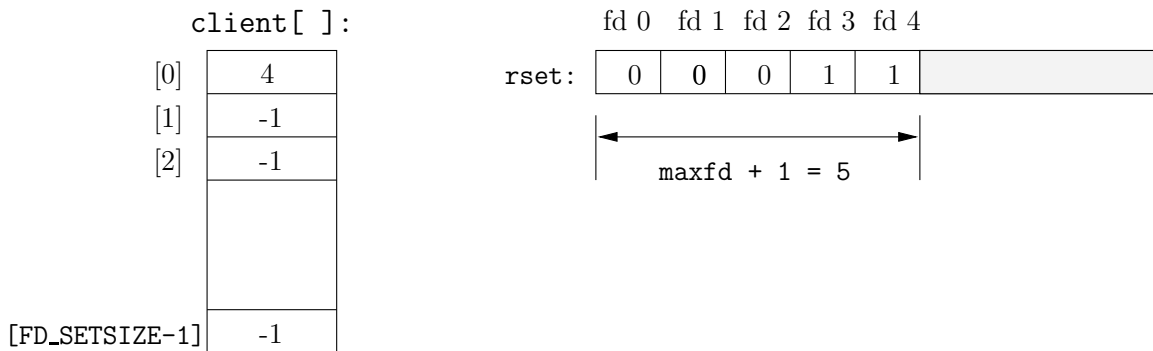 client[ ]:
[0] 4
[1] -1
[2] -1
[FD_SETSIZE-1] -1
fd 0 fd 1 fd 2 fd 3 fd 4
rset: 0 0 0 1 1
maxfd + 1 = 5